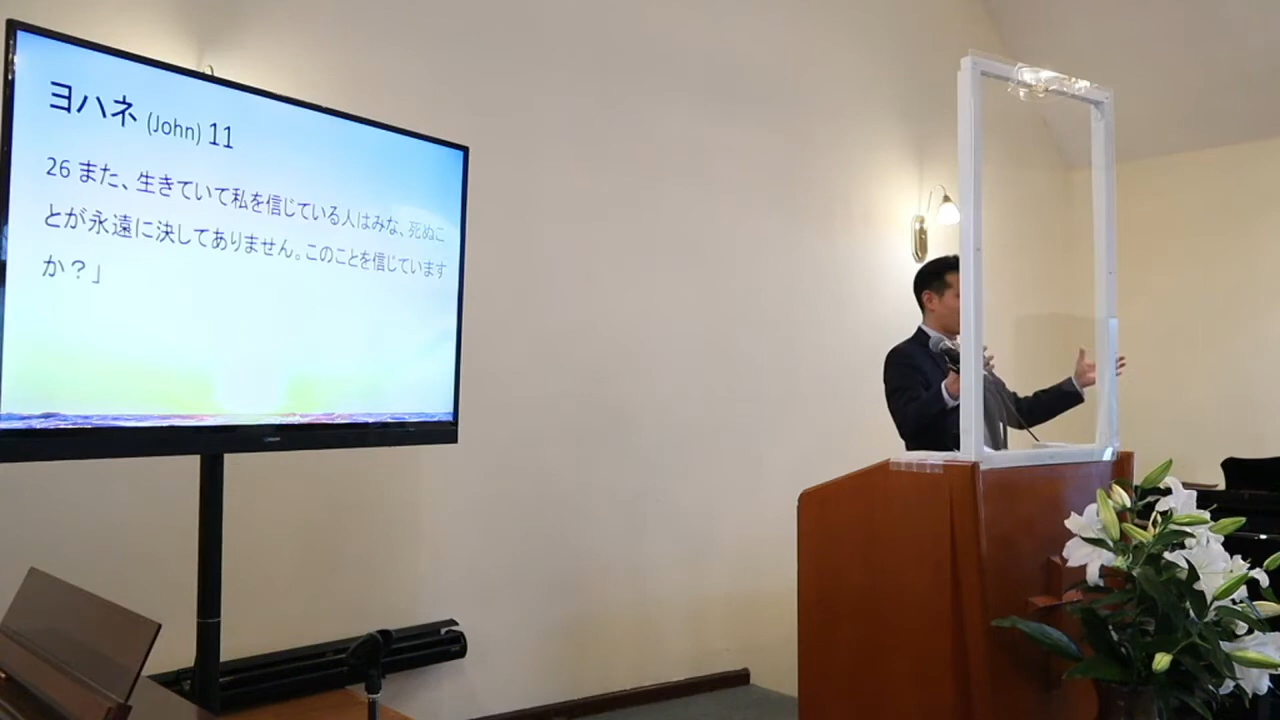 ヨハネ (John) 11
26 また、生きていて私を信じている人はみな、死ぬこ
とが永遠に決してありません。このことを信じています
か？」